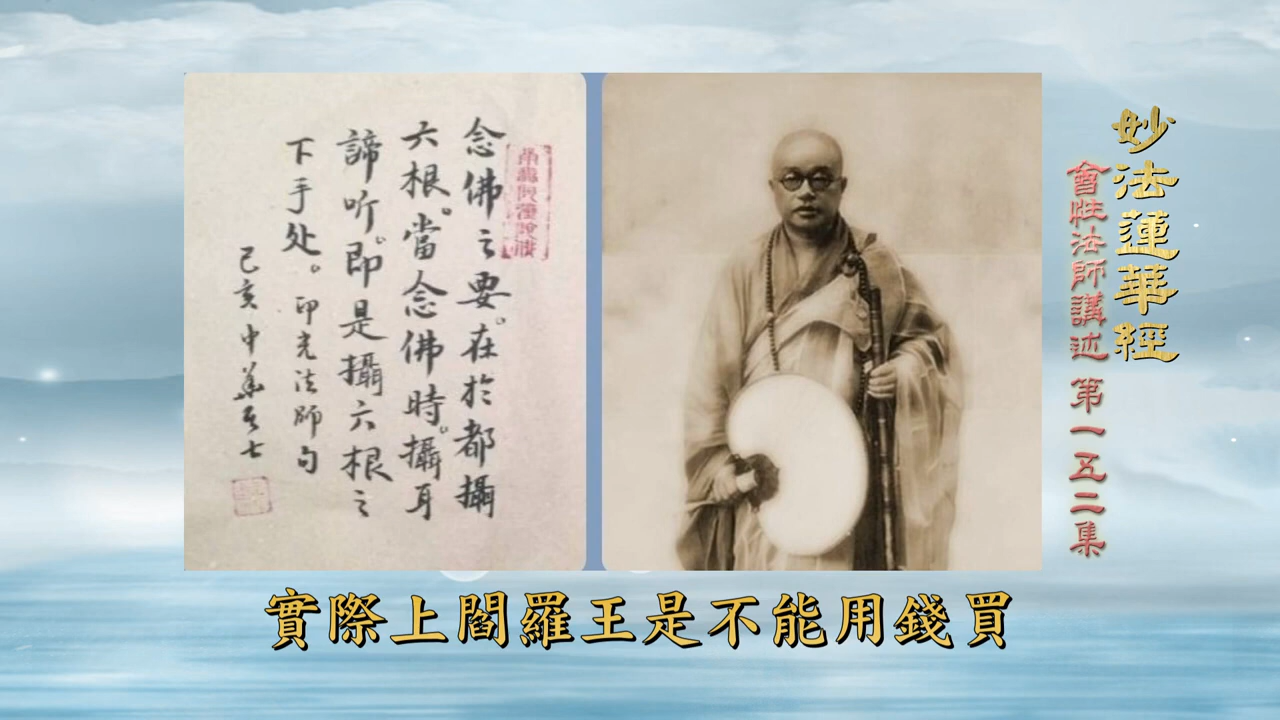 妙法蓮華經
會性法師講述 第一五二集
念佛之要。在於都攝
六根。當念佛時。攝耳
諦听。即是攝六根之
下手处。印光法師句
己亥中
實際上閻羅王是不能用錢買